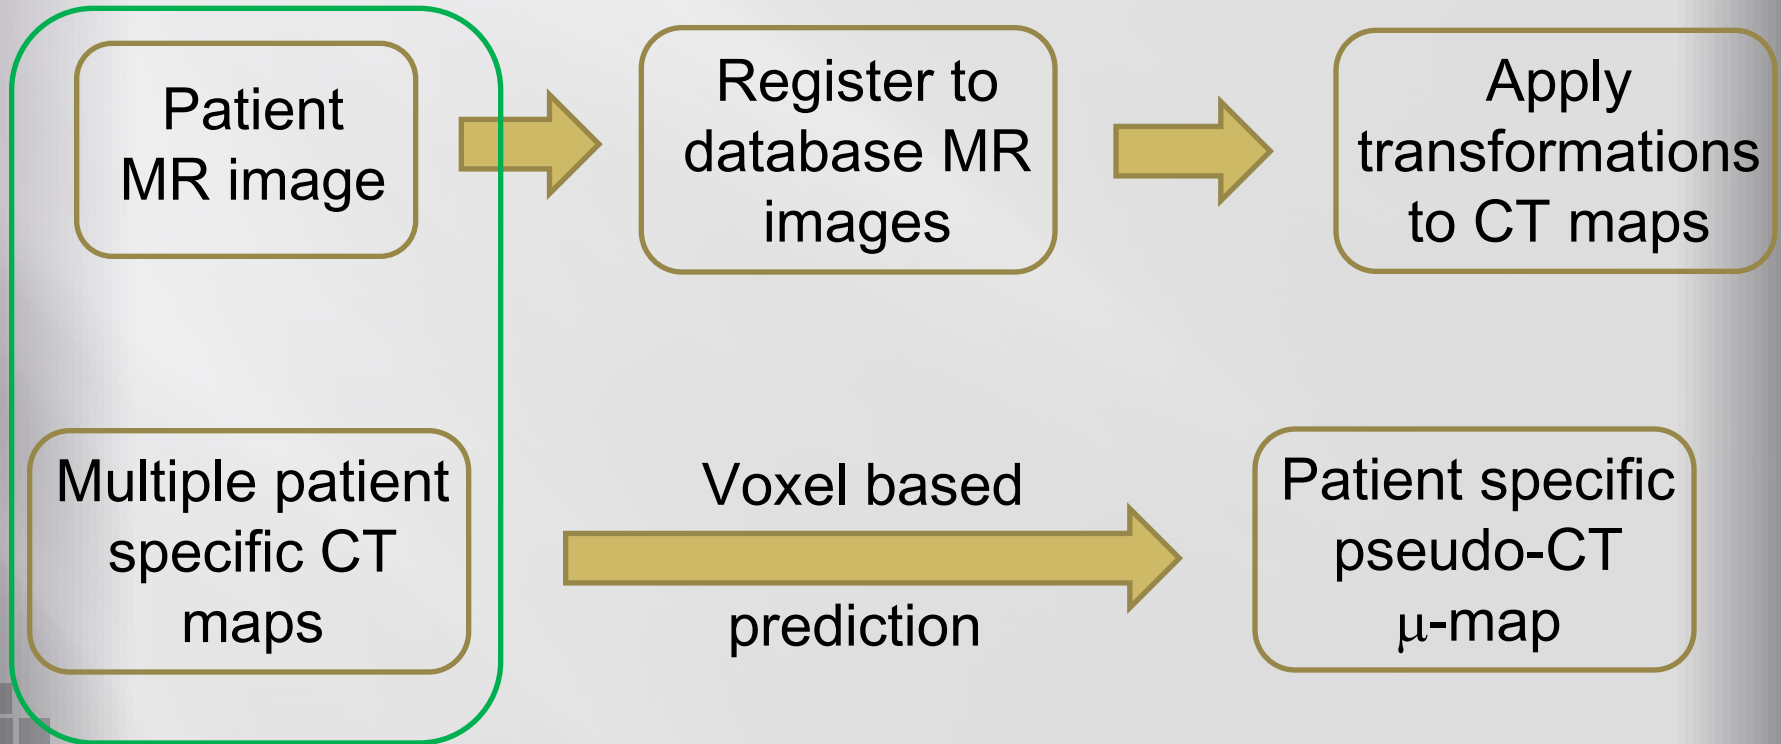 Patient
MR image
Register to
database MR
images
Apply
transformations
to CT maps
Multiple patient
specific CT
maps
Voxel based
prediction
Patient specific
pseudo-CT
μ-map